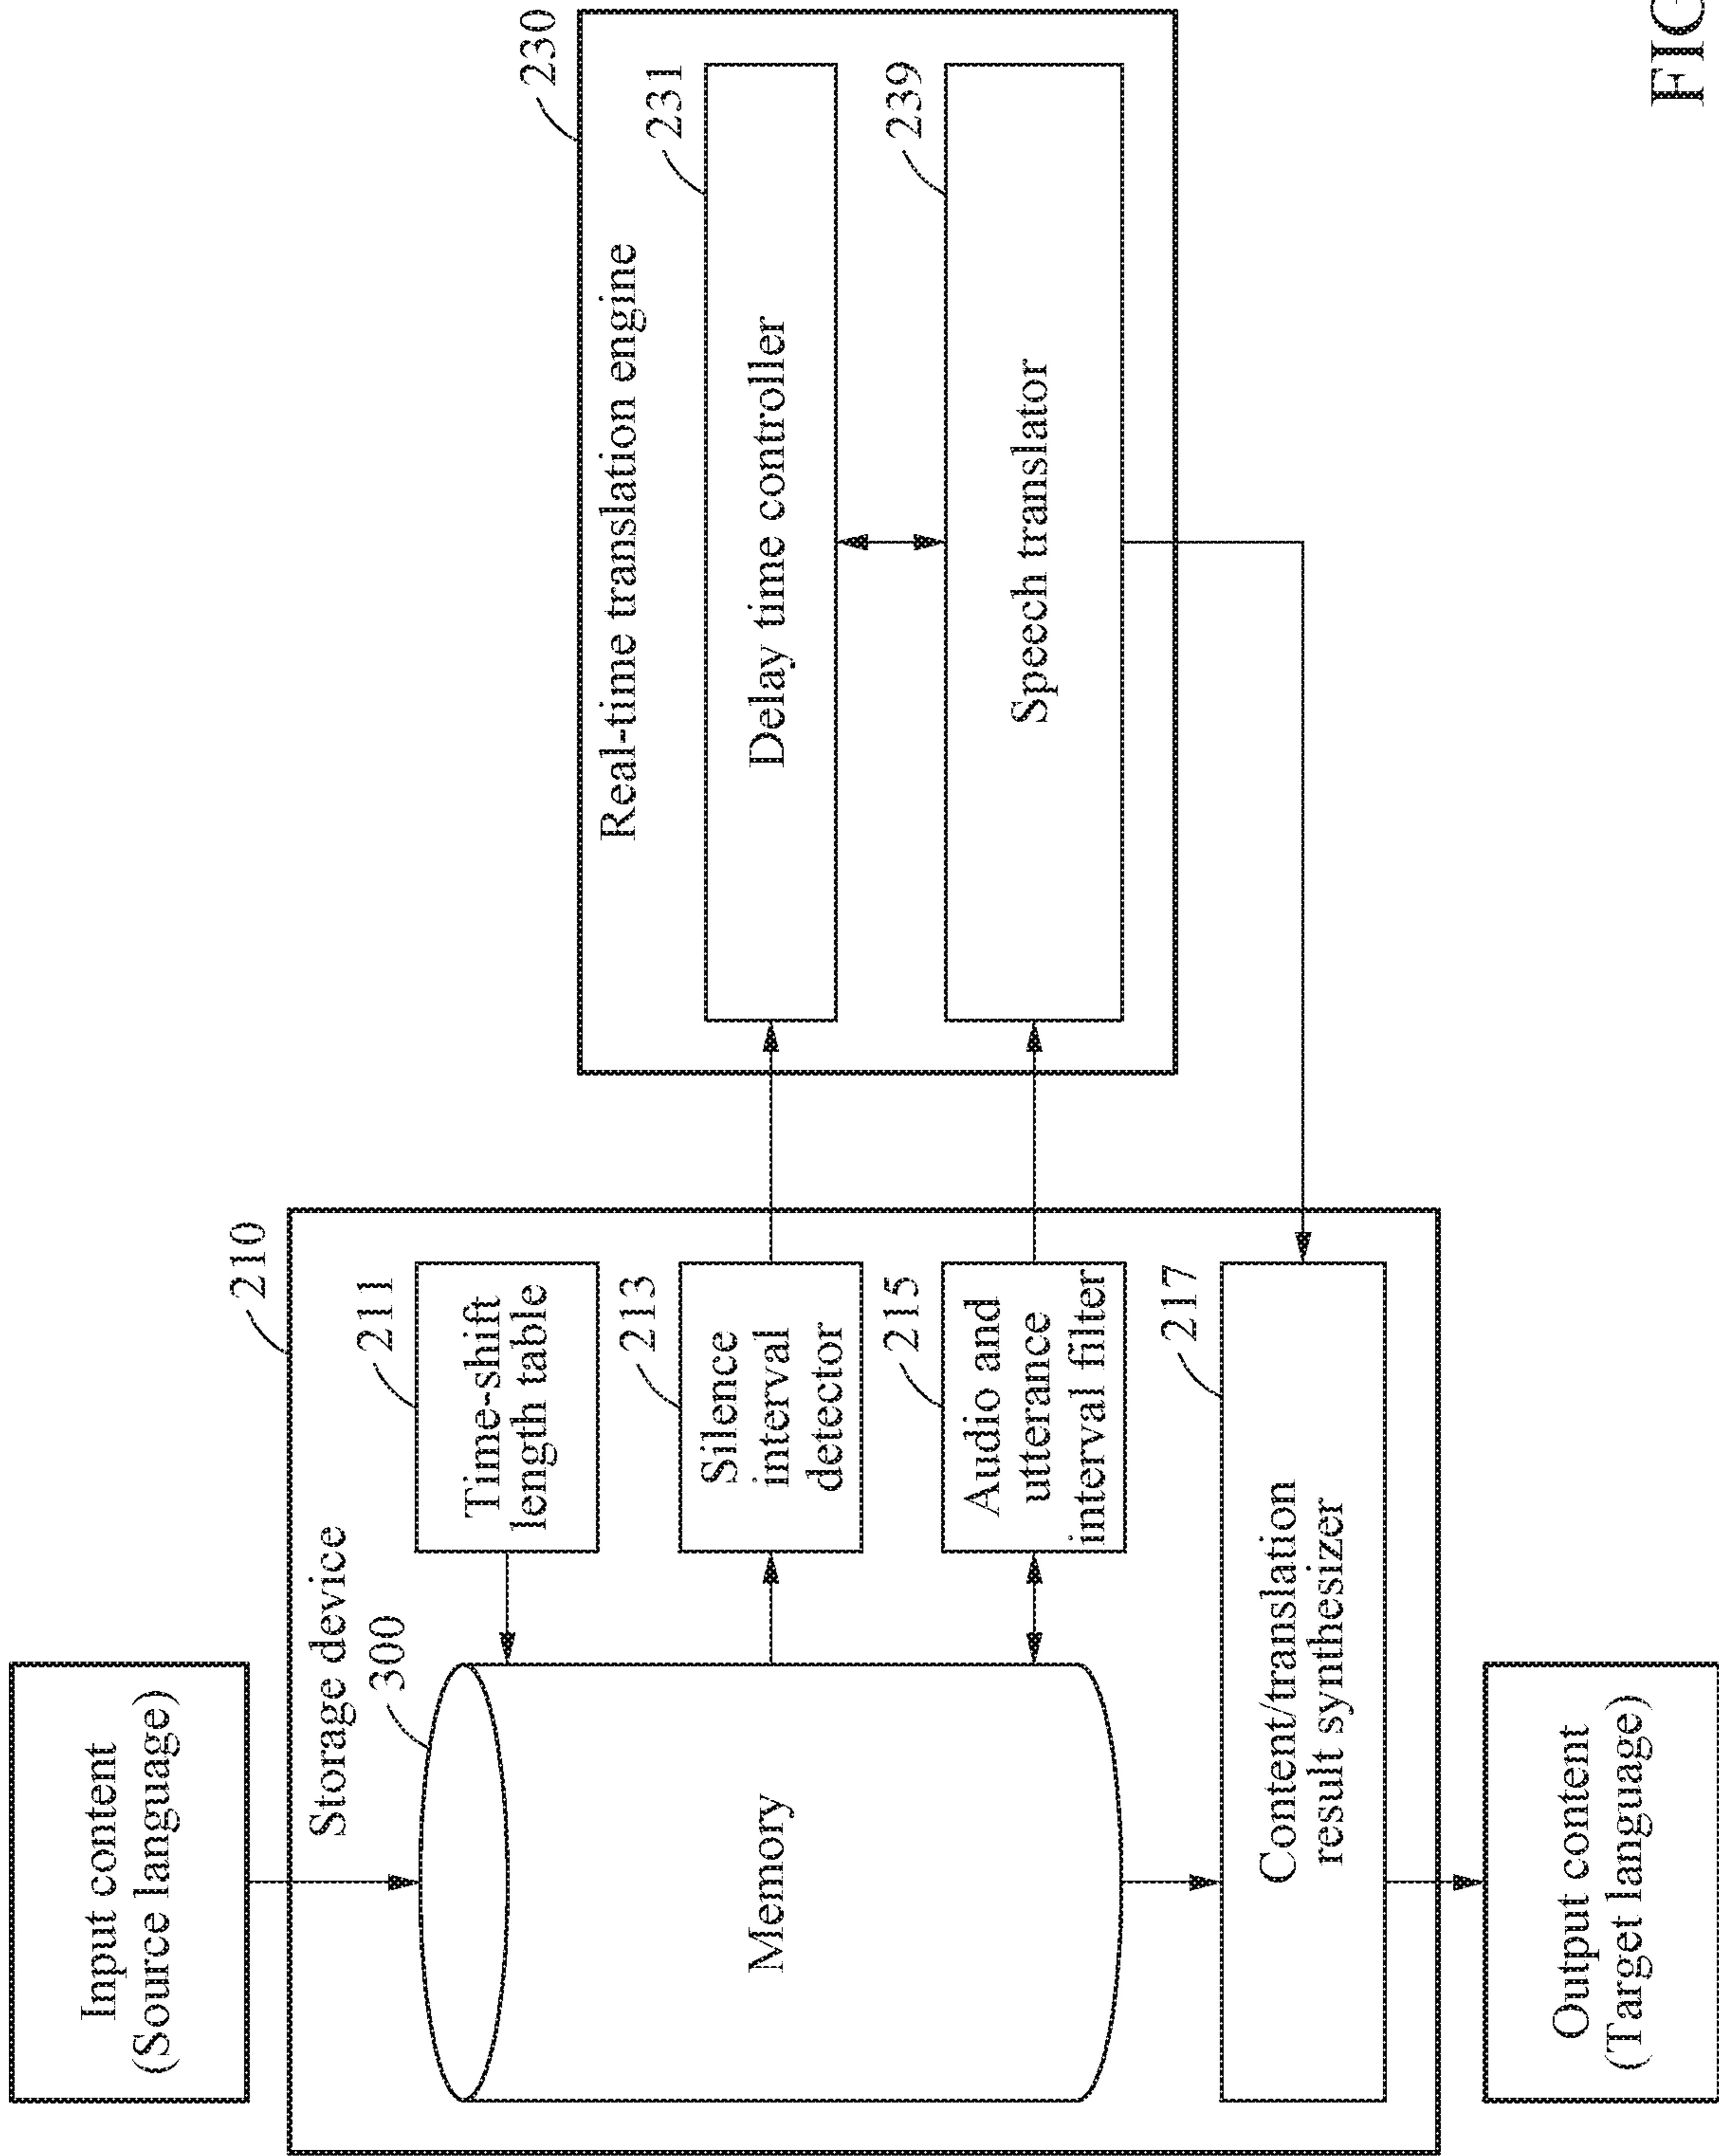 Input content
(Source language)
210
Storage device
300
Memory
211
Time-shift
length table
213
Silence
interval
detector
215
Audio and
utterance
interval filter
217
Content/translation
result synthesizer
Output content
(Target language)
230
Real-time translation engine
231
Delay time controller
239
Speech translator